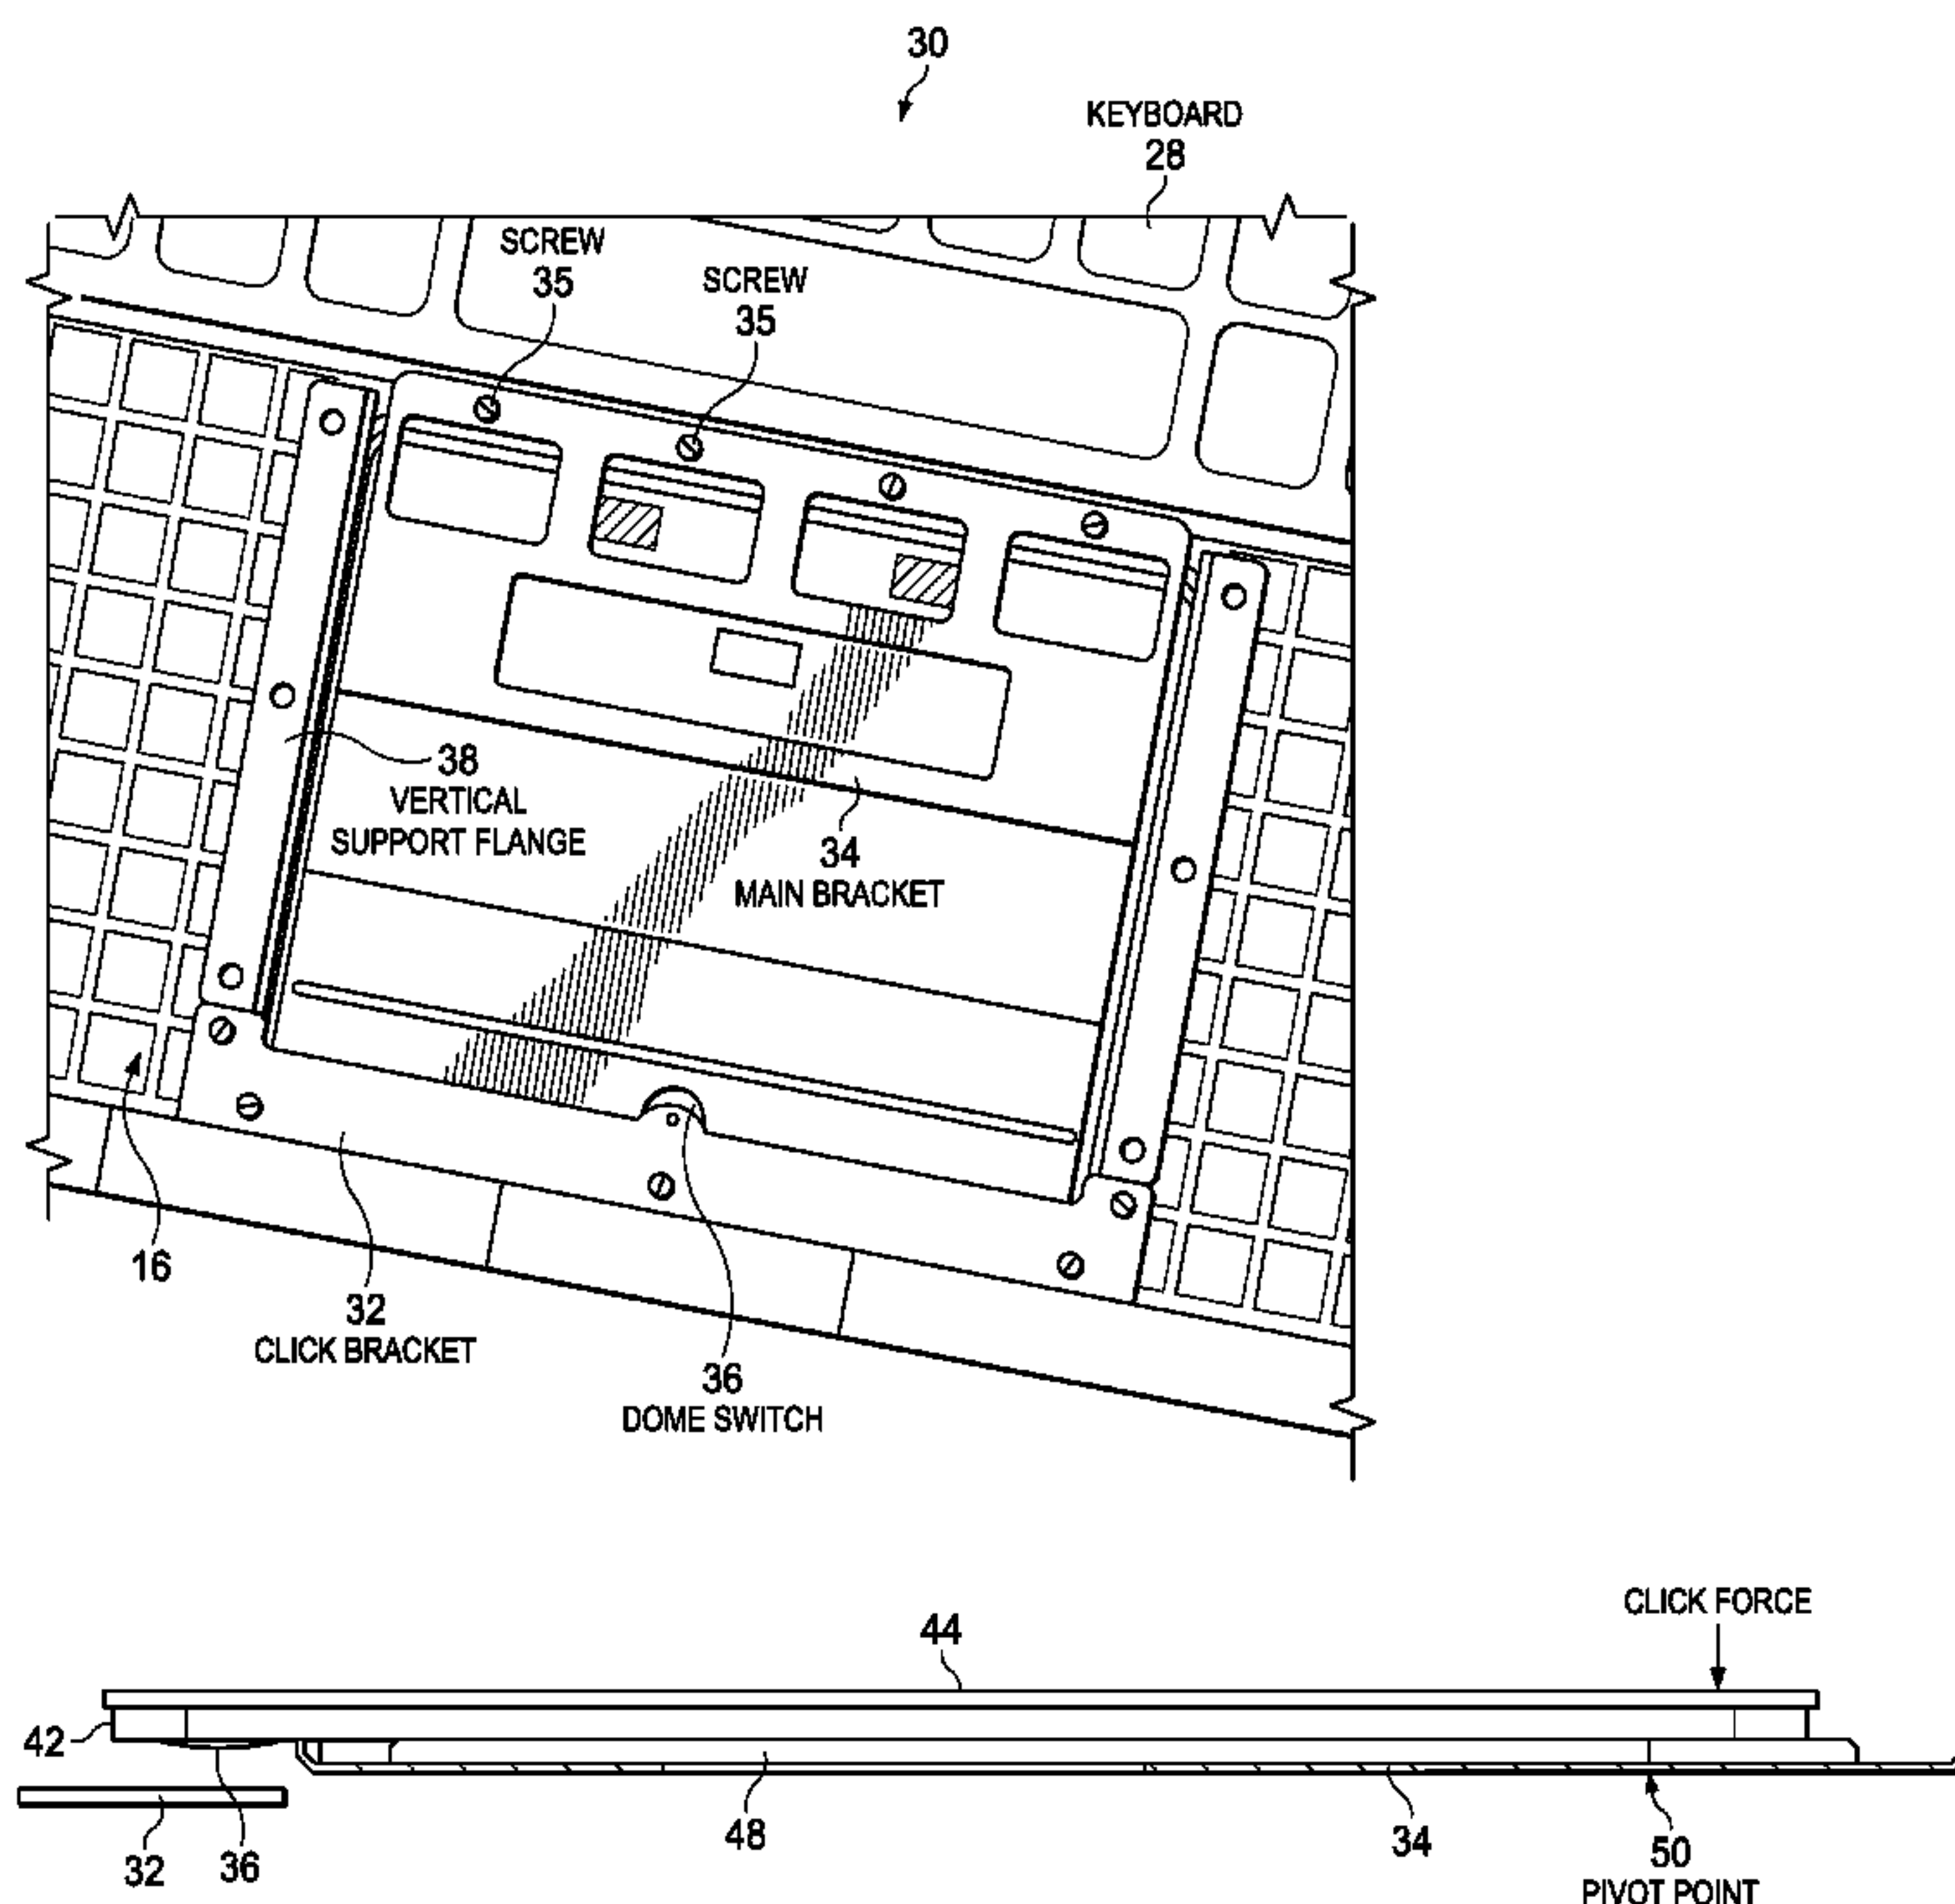 30
KEYBOARD
28
SCREW
35
SCREW
35
38
VERTICAL
SUPPORT FLANGE
34
MAIN BRACKET
16
32
CLICK BRACKET
36
DOME SWITCH
CLICK FORCE
44
42
32
36
48
34
50
PIVOT POINT